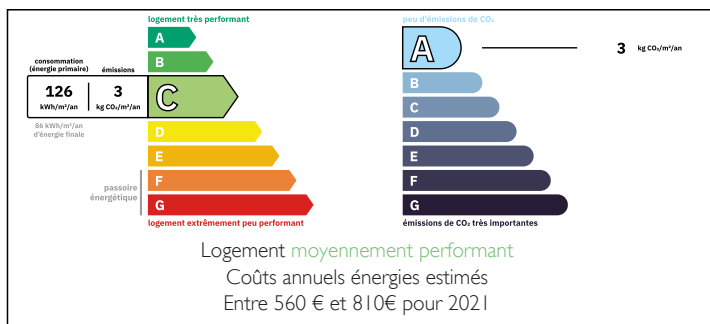 logement très performant
A
B
consommation
(énergie primaire)
émissions
126
kWh/m²/an
3
kg CO₂/m²/an
C
86 kWh/m²/an
d'énergie finale
D
E
F
G
passoire
énergétique
logement extrêmement peu performant
peu d'émissions de CO₂
A
3 kg CO₂/m²/an
B
C
D
E
F
G
émissions de CO₂ très importantes
Logement moyennement performant
Coûts annuels énergies estimés
Entre 560 € et 810€ pour 2021